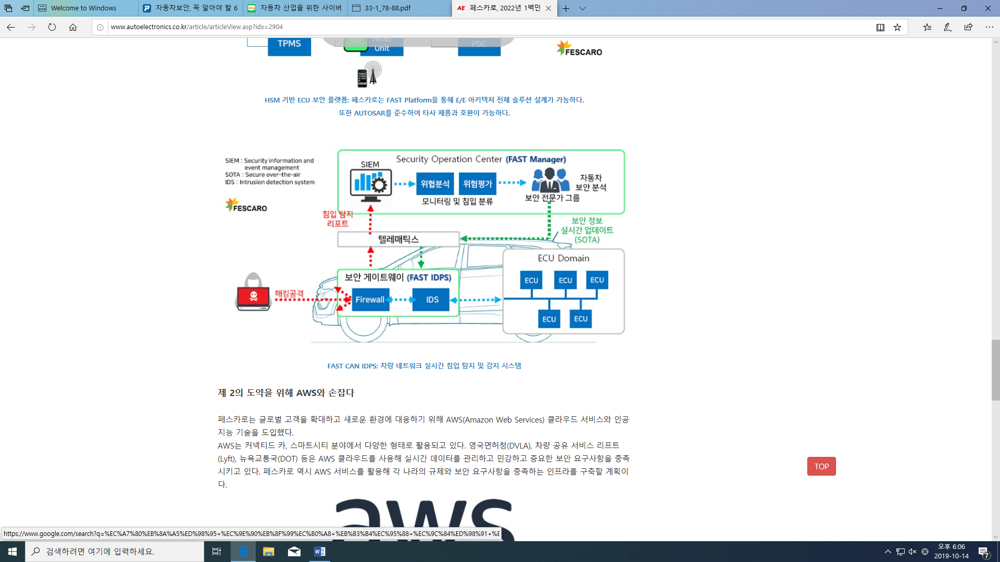 Welcome to Windows
자동차보안, 꼭 알아야 할 6
자동차 산업을 위한 사이버
33-1_78-88.pdf
AE 페스카로, 2022년 1백만
www.autoelectronics.co.kr/article/articleView.asp?idx=2904
TPMS
HSM
Head
Unit
PDC
FESCARO
HSM 기반 ECU 보안 플랫폼: 페스카로는 FAST Platform을 통해 E/E 아키텍처 전체 솔루션 설계가 가능하다.
또한 AUTOSAR를 준수하여 타사 제품과 호환이 가능하다.
SIEM : Security information and
event management
SOTA : Secure over-the-air
IDS : Intrusion detection system
FESCARO
Security Operation Center (FAST Manager)
SIEM
위협분석
위험평가
모니터링 및 침입 분류
보안 전문가 그룹
자동차
보안 분석
침입 탐지
리포트
보안 정보
실시간 업데이트
(SOTA)
텔레매틱스
보안 게이트웨이 (FAST IDPS)
해킹공격
Firewall
IDS
ECU Domain
ECU
ECU
ECU
ECU
ECU
FAST CAN IDPS: 차량 네트워크 실시간 침입 탐지 및 감지 시스템
제 2의 도약을 위해 AWS와 손잡다
페스카로는 글로벌 고객을 확대하고 새로운 환경에 대응하기 위해 AWS(Amazon Web Services) 클라우드 서비스와 인공
지능 기술을 도입했다.
AWS는 커넥티드 카, 스마트시티 분야에서 다양한 형태로 활용되고 있다. 영국면허청(DVLA), 차량 공유 서비스 리프트
(Lyft), 뉴욕교통국(DOT) 등은 AWS 클라우드를 사용해 실시간 데이터를 관리하고 민감하고 중요한 보안 요구사항을 충족
시키고 있다. 페스카로 역시 AWS 서비스를 활용해 각 나라의 규제와 보안 요구사항을 충족하는 인프라를 구축할 계획이
다.
TOP
aws
https://www.google.com/search?q=%EC%A7%80%EB%8A%A5%ED%98%95+%EC%9E%90%EB%8F%99%EC%B0%A8+%EB%B3%B4%EC%95%88+%EC%9C%84%ED%98%91+%E
검색하려면 여기에 입력하세요.
오후 6:06
2019-10-14
7